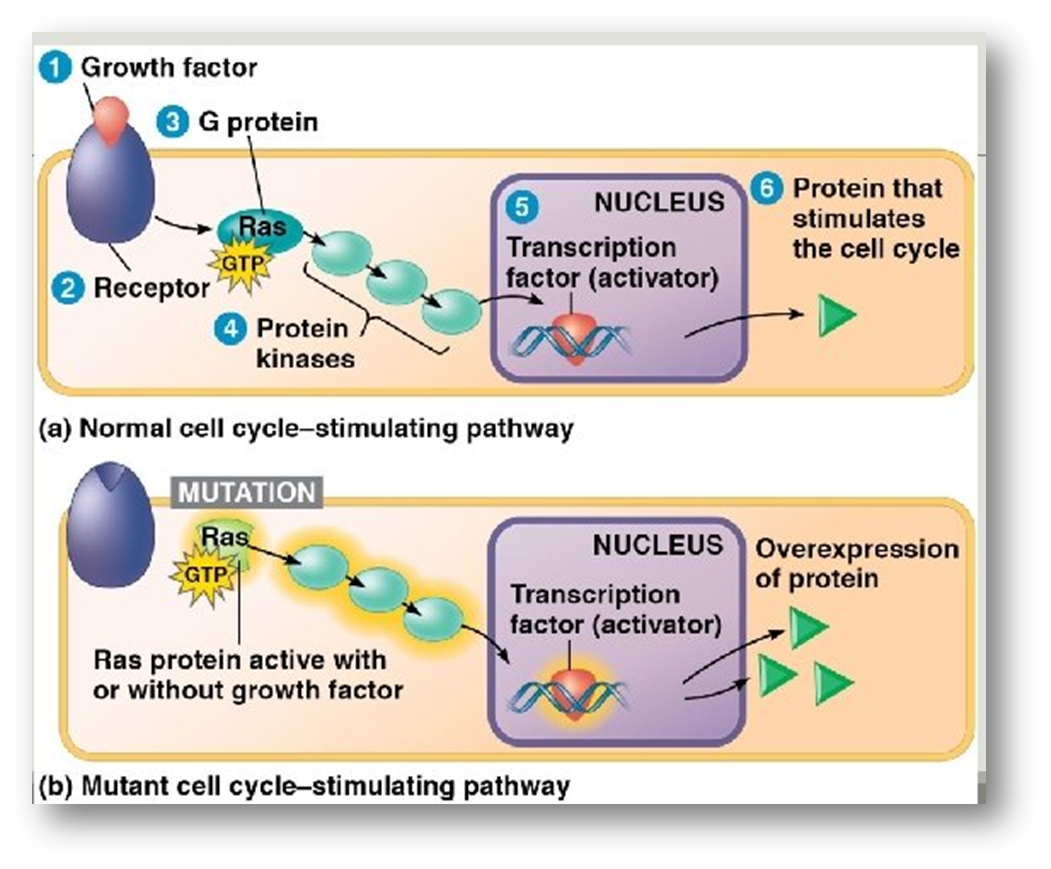 1 Growth factor
3 G protein
Ras
GTP
2 Receptor
4 Protein
kinases
5
NUCLEUS
Transcription
factor (activator)
6 Protein that
stimulates
the cell cycle
(a) Normal cell cycle–stimulating pathway
MUTATION
Ras
GTP
Ras protein active with
or without growth factor
NUCLEUS
Transcription
factor (activator)
Overexpression
of protein
(b) Mutant cell cycle–stimulating pathway